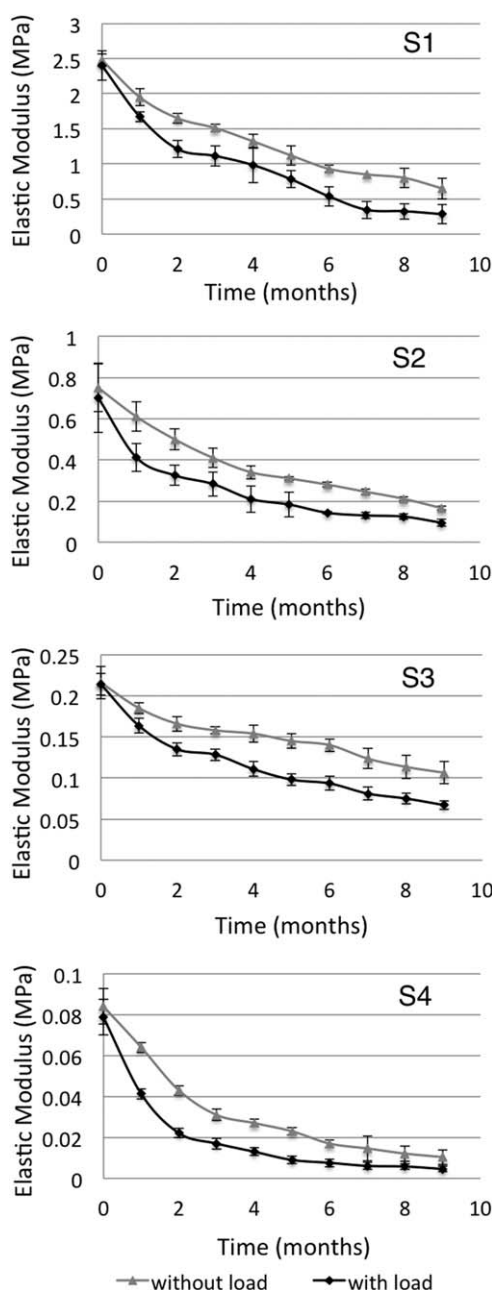 S1
Elastic Modulus (MPa)
3
2.5
2
1.5
1
0.5
0
0 2 4 6 8 10
Time (months)
S2
Elastic Modulus (MPa)
1
0.8
0.6
0.4
0.2
0
0 2 4 6 8 10
Time (months)
S3
Elastic Modulus (MPa)
0.25
0.2
0.15
0.1
0.05
0
0 2 4 6 8 10
Time (months)
S4
Elastic Modulus (MPa)
0.1
0.08
0.06
0.04
0.02
0
0 2 4 6 8 10
Time (months)
without load with load